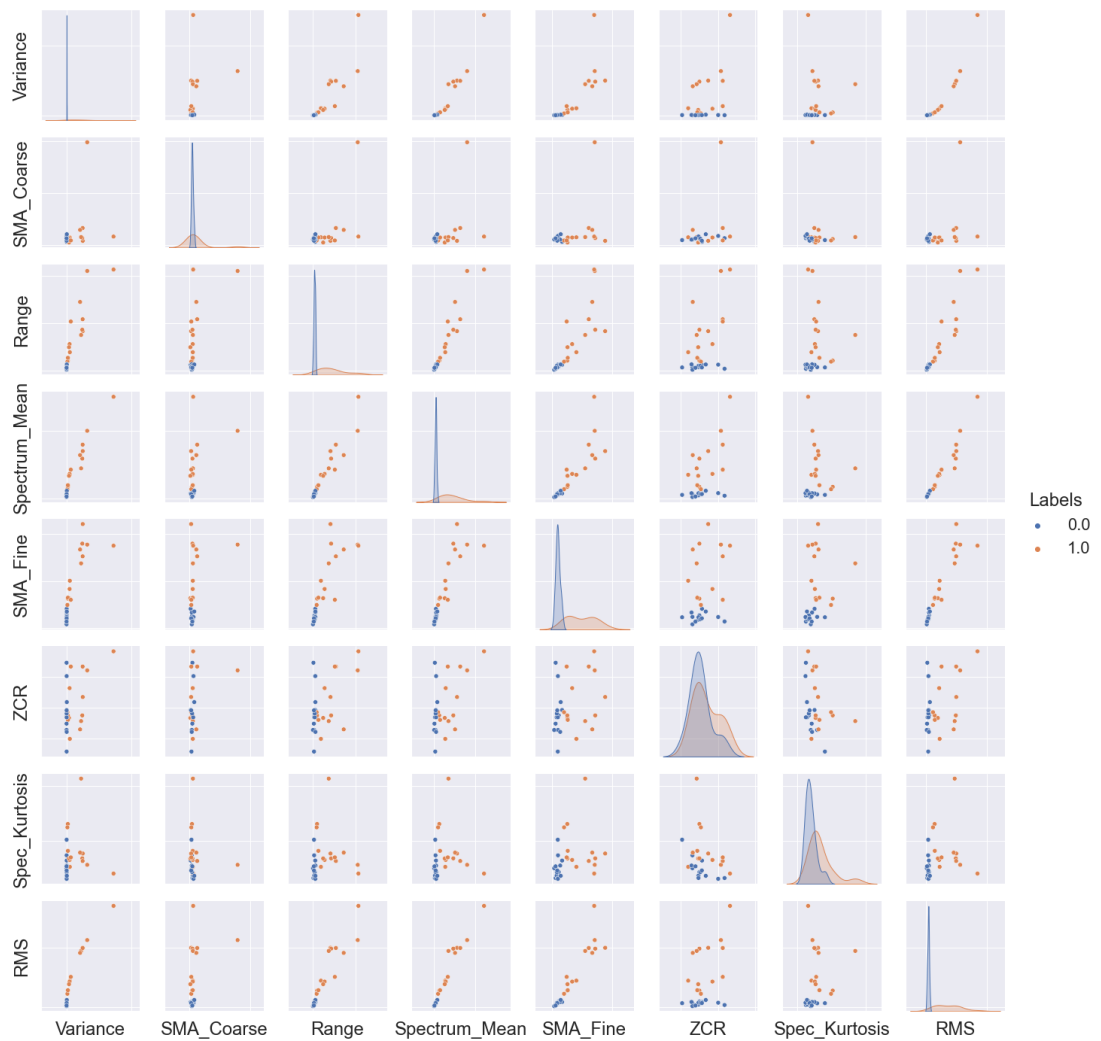 Variance
SMA_Coarse
Range
Spectrum_Mean
SMA_Fine
ZCR
Spec_Kurtosis
RMS
Labels
0.0
1.0
Variance SMA_Coarse Range Spectrum_Mean SMA_Fine ZCR Spec_Kurtosis RMS